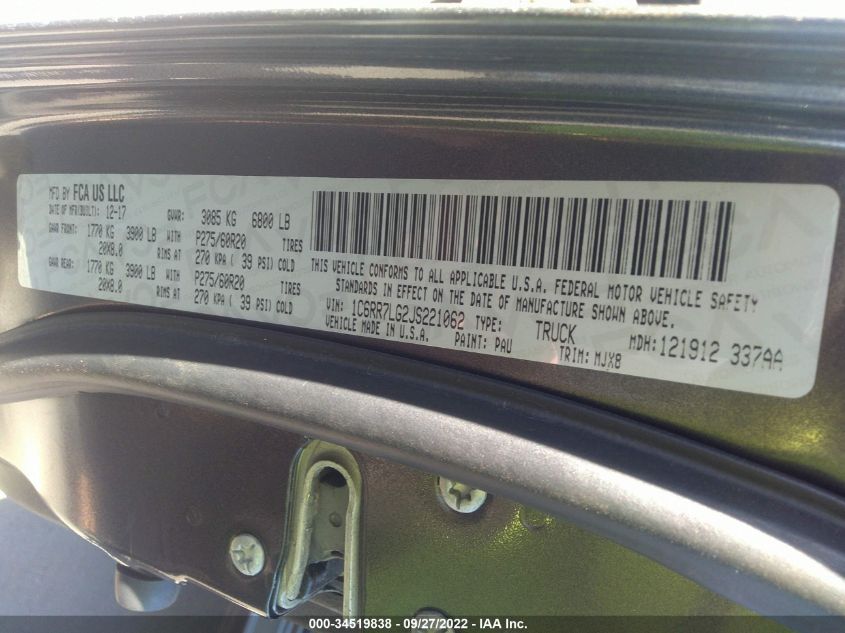 MFD BY FCA US LLC
DATE OF MFR(BUILT): 12-17 GVWR: 3085 KG 6800 LB
GAWR FRONT: 1770 KG 3900 LB WITH P275/60R20 TIRES
20X8.0 RIMS AT 270 KPA ( 39 PSI) COLD
GAWR REAR: 1770 KG 3900 LB WITH P275/60R20 TIRES
20X8.0 RIMS AT 270 KPA ( 39 PSI) COLD
THIS VEHICLE CONFORMS TO ALL APPLICABLE U.S.A. FEDERAL MOTOR VEHICLE SAFETY
STANDARDS IN EFFECT ON THE DATE OF MANUFACTURE SHOWN ABOVE.
VIN: 1C6RR7LG2JS221062 TYPE: TRUCK
VEHICLE MADE IN U.S.A. PAINT: PAU TRIM: MJX8 MDH:121912 337AA
000-34519838 - 09/27/2022 - IAA Inc.